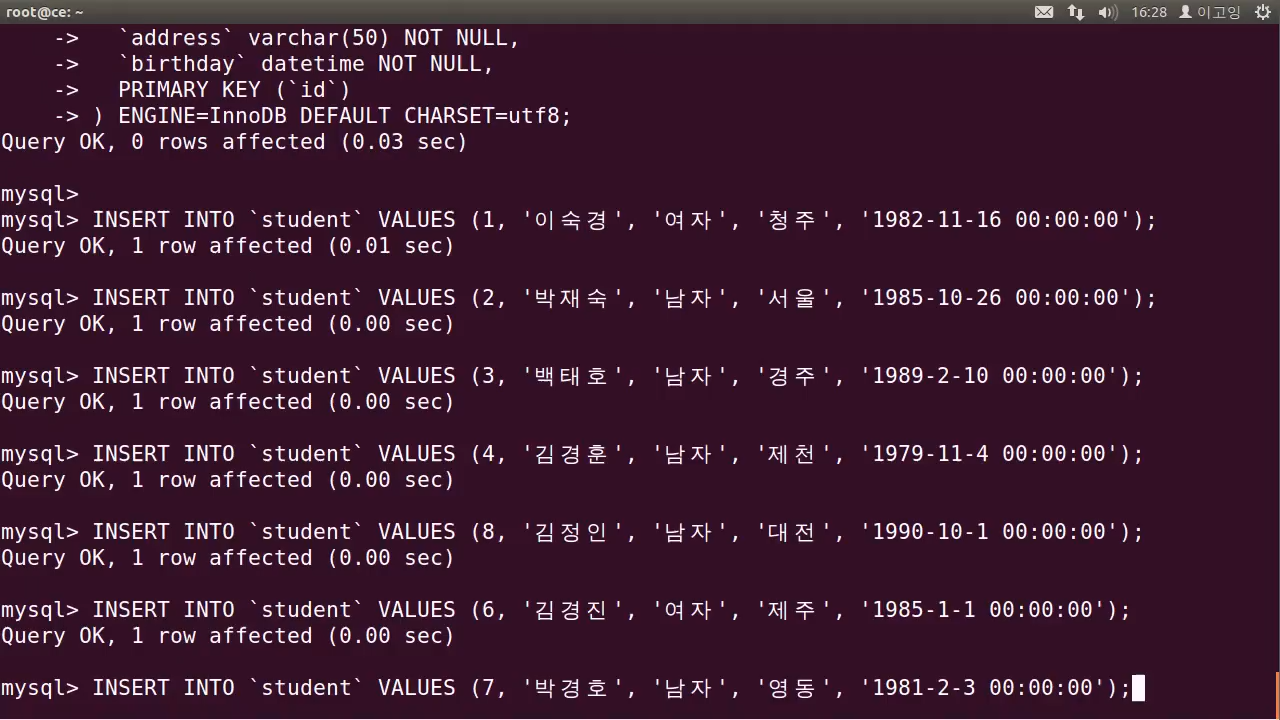 root@ce: ~ 16:28 이고잉
-> `address` varchar(50) NOT NULL,
-> `birthday` datetime NOT NULL,
-> PRIMARY KEY (`id`)
-> ) ENGINE=InnoDB DEFAULT CHARSET=utf8;
Query OK, 0 rows affected (0.03 sec)
mysql>
mysql> INSERT INTO `student` VALUES (1, '이숙경', '여자', '청주', '1982-11-16 00:00:00');
Query OK, 1 row affected (0.01 sec)
mysql> INSERT INTO `student` VALUES (2, '박재숙', '남자', '서울', '1985-10-26 00:00:00');
Query OK, 1 row affected (0.00 sec)
mysql> INSERT INTO `student` VALUES (3, '백태호', '남자', '경주', '1989-2-10 00:00:00');
Query OK, 1 row affected (0.00 sec)
mysql> INSERT INTO `student` VALUES (4, '김경훈', '남자', '제천', '1979-11-4 00:00:00');
Query OK, 1 row affected (0.00 sec)
mysql> INSERT INTO `student` VALUES (8, '김정인', '남자', '대전', '1990-10-1 00:00:00');
Query OK, 1 row affected (0.00 sec)
mysql> INSERT INTO `student` VALUES (6, '김경진', '여자', '제주', '1985-1-1 00:00:00');
Query OK, 1 row affected (0.00 sec)
mysql> INSERT INTO `student` VALUES (7, '박경호', '남자', '영동', '1981-2-3 00:00:00');